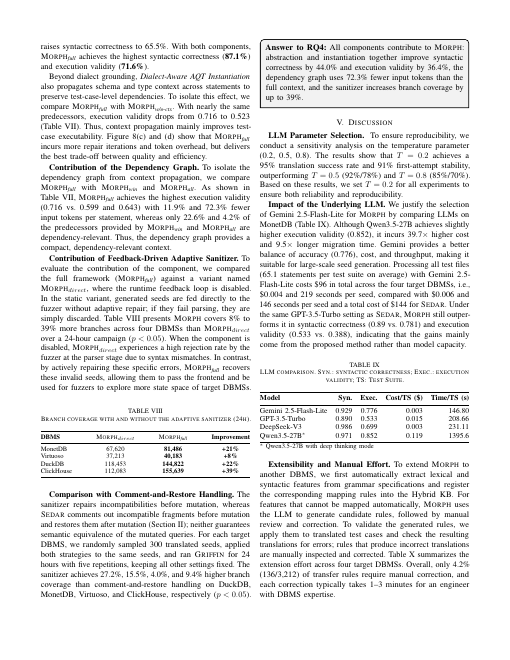 raises syntactic correctness to 65.5%. With both components,
MORPHfull achieves the highest syntactic correctness (87.1%)
and execution validity (71.6%).
Beyond dialect grounding, Dialect-Aware AQT Instantiation
also propagates schema and type context across statements to
preserve test-case-level dependencies. To isolate this effect, we
compare MORPHfull with MORPHw/o-ctx. With nearly the same
predecessors, execution validity drops from 0.716 to 0.523
(Table VII). Thus, context propagation mainly improves test-
case executability. Figure 8(c) and (d) show that MORPHfull
incurs more repair iterations and token overhead, but delivers
the best trade-off between quality and efficiency.
Contribution of the Dependency Graph. To isolate the
dependency graph from context propagation, we compare
MORPHfull with MORPHwin and MORPHall. As shown in
Table VII, MORPHfull achieves the highest execution validity
(0.716 vs. 0.599 and 0.643) with 11.9% and 72.3% fewer
input tokens per statement, whereas only 22.6% and 4.2% of
the predecessors provided by MORPHwin and MORPHall are
dependency-relevant. Thus, the dependency graph provides a
compact, dependency-relevant context.
Contribution of Feedback-Driven Adaptive Sanitizer. To
evaluate the contribution of the component, we compared
the full framework (MORPHfull) against a variant named
MORPHdirect, where the runtime feedback loop is disabled.
In the static variant, generated seeds are fed directly to the
fuzzer without adaptive repair; if they fail parsing, they are
simply discarded. Table VIII presents MORPH covers 8% to
39% more branches across four DBMSs than MORPHdirect
over a 24-hour campaign (p < 0.05). When the component is
disabled, MORPHdirect experiences a high rejection rate by the
fuzzer at the parser stage due to syntax mismatches. In contrast,
by actively repairing these specific errors, MORPHfull recovers
these invalid seeds, allowing them to pass the frontend and be
used for fuzzers to explore more state space of target DBMSs.
TABLE VIII
BRANCH COVERAGE WITH AND WITHOUT THE ADAPTIVE SANITIZER (24H).
DBMS MORPHdirect MORPHfull Improvement
MonetDB 67,620 81,486 +21%
Virtuoso 37,213 40,183 +8%
DuckDB 118,453 144,822 +22%
ClickHouse 112,083 155,639 +39%
Comparison with Comment-and-Restore Handling. The
sanitizer repairs incompatibilities before mutation, whereas
SEDAR comments out incompatible fragments before mutation
and restores them after mutation (Section II); neither guarantees
semantic equivalence of the mutated queries. For each target
DBMS, we randomly sampled 300 translated seeds, applied
both strategies to the same seeds, and ran GRIFFIN for 24
hours with five repetitions, keeping all other settings fixed. The
sanitizer achieves 27.2%, 15.5%, 4.0%, and 9.4% higher branch
coverage than comment-and-restore handling on DuckDB,
MonetDB, Virtuoso, and ClickHouse, respectively (p < 0.05).
Answer to RQ4: All components contribute to MORPH:
abstraction and instantiation together improve syntactic
correctness by 44.0% and execution validity by 36.4%, the
dependency graph uses 72.3% fewer input tokens than the
full context, and the sanitizer increases branch coverage by
up to 39%.
V. DISCUSSION
LLM Parameter Selection. To ensure reproducibility, we
conduct a sensitivity analysis on the temperature parameter
(0.2, 0.5, 0.8). The results show that T = 0.2 achieves a
95% translation success rate and 91% first-attempt stability,
outperforming T = 0.5 (92%/78%) and T = 0.8 (85%/70%).
Based on these results, we set T = 0.2 for all experiments to
ensure both reliability and reproducibility.
Impact of the Underlying LLM. We justify the selection
of Gemini 2.5-Flash-Lite for MORPH by comparing LLMs on
MonetDB (Table IX). Although Qwen3.5-27B achieves slightly
higher execution validity (0.852), it incurs 39.7× higher cost
and 9.5× longer migration time. Gemini provides a better
balance of accuracy (0.776), cost, and throughput, making it
suitable for large-scale seed generation. Processing all test files
(65.1 statements per test suite on average) with Gemini 2.5-
Flash-Lite costs $96 in total across the four target DBMSs, i.e.,
$0.004 and 219 seconds per seed, compared with $0.006 and
146 seconds per seed and a total cost of $144 for SEDAR. Under
the same GPT-3.5-Turbo setting as SEDAR, MORPH still outper-
forms it in syntactic correctness (0.89 vs. 0.781) and execution
validity (0.533 vs. 0.388), indicating that the gains mainly
come from the proposed method rather than model capacity.
TABLE IX
LLM COMPARISON. SYN.: SYNTACTIC CORRECTNESS; EXEC.: EXECUTION
VALIDITY; TS: TEST SUITE.
Model Syn. Exec. Cost/TS ($) Time/TS (s)
Gemini 2.5-Flash-Lite 0.929 0.776 0.003 146.80
GPT-3.5-Turbo 0.890 0.533 0.015 208.66
DeepSeek-V3 0.986 0.699 0.003 231.11
Qwen3.5-27B* 0.971 0.852 0.119 1395.6
* Qwen3.5-27B with deep thinking mode
Extensibility and Manual Effort. To extend MORPH to
another DBMS, we first automatically extract lexical and
syntactic features from grammar specifications and register
the corresponding mapping rules into the Hybrid KB. For
features that cannot be mapped automatically, MORPH uses
the LLM to generate candidate rules, followed by manual
review and correction. To validate the generated rules, we
apply them to translated test cases and check the resulting
translations for errors; rules that produce incorrect translations
are manually inspected and corrected. Table X summarizes the
extension effort across four target DBMSs. Overall, only 4.2%
(136/3,212) of transfer rules require manual correction, and
each correction typically takes 1–3 minutes for an engineer
with DBMS expertise.